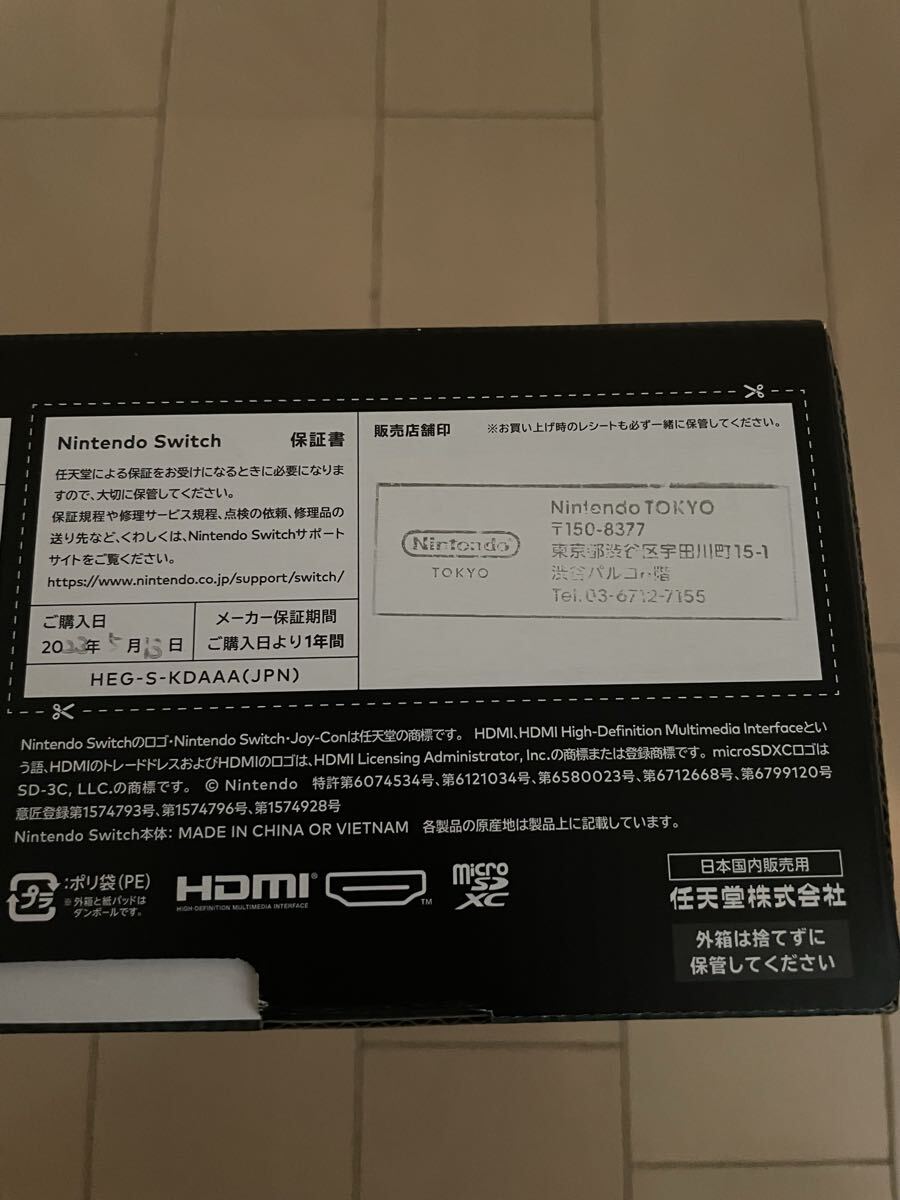 Nintendo Switch 保証書
任天堂による保証をお受けになるときに必要になりま
すので、大切に保管してください。
保証規程や修理サービス規程、点検の依頼、修理品の
送り先など、くわしくは、Nintendo Switchサポート
サイトをご覧ください。
https://www.nintendo.co.jp/support/switch/
ご購入日
2023年 5月13日
メーカー保証期間
ご購入日より1年間
HEG-S-KDAAA(JPN)
販売店舗印 ※お買い上げ時のレシートも必ず一緒に保管してください。
Nintendo
TOKYO
Nintendo TOKYO
〒150-8377
東京都渋谷区宇田川町15-1
渋谷パルコ 階
Tel.03-6712-7155
Nintendo Switchのロゴ・Nintendo Switch・Joy-Conは任天堂の商標です。 HDMI、HDMI High-Definition Multimedia Interfaceとい
う語、HDMIのトレードドレスおよびHDMIのロゴは、HDMI Licensing Administrator, Inc.の商標または登録商標です。 microSDXCロゴは
SD-3C, LLC.の商標です。 © Nintendo 特許第6074534号、第6121034号、第6580023号、第6712668号、第6799120号
意匠登録第1574793号、第1574796号、第1574928号
Nintendo Switch本体: MADE IN CHINA OR VIETNAM 各製品の原産地は製品上に記載しています。
プラ
:ポリ袋(PE)
※外箱と紙パッドは
ダンボールです。
HDMI®
HIGH-DEFINITION MULTIMEDIA INTERFACE
TM
micro
SD
XC
日本国内販売用
任天堂株式会社
外箱は捨てずに
保管してください